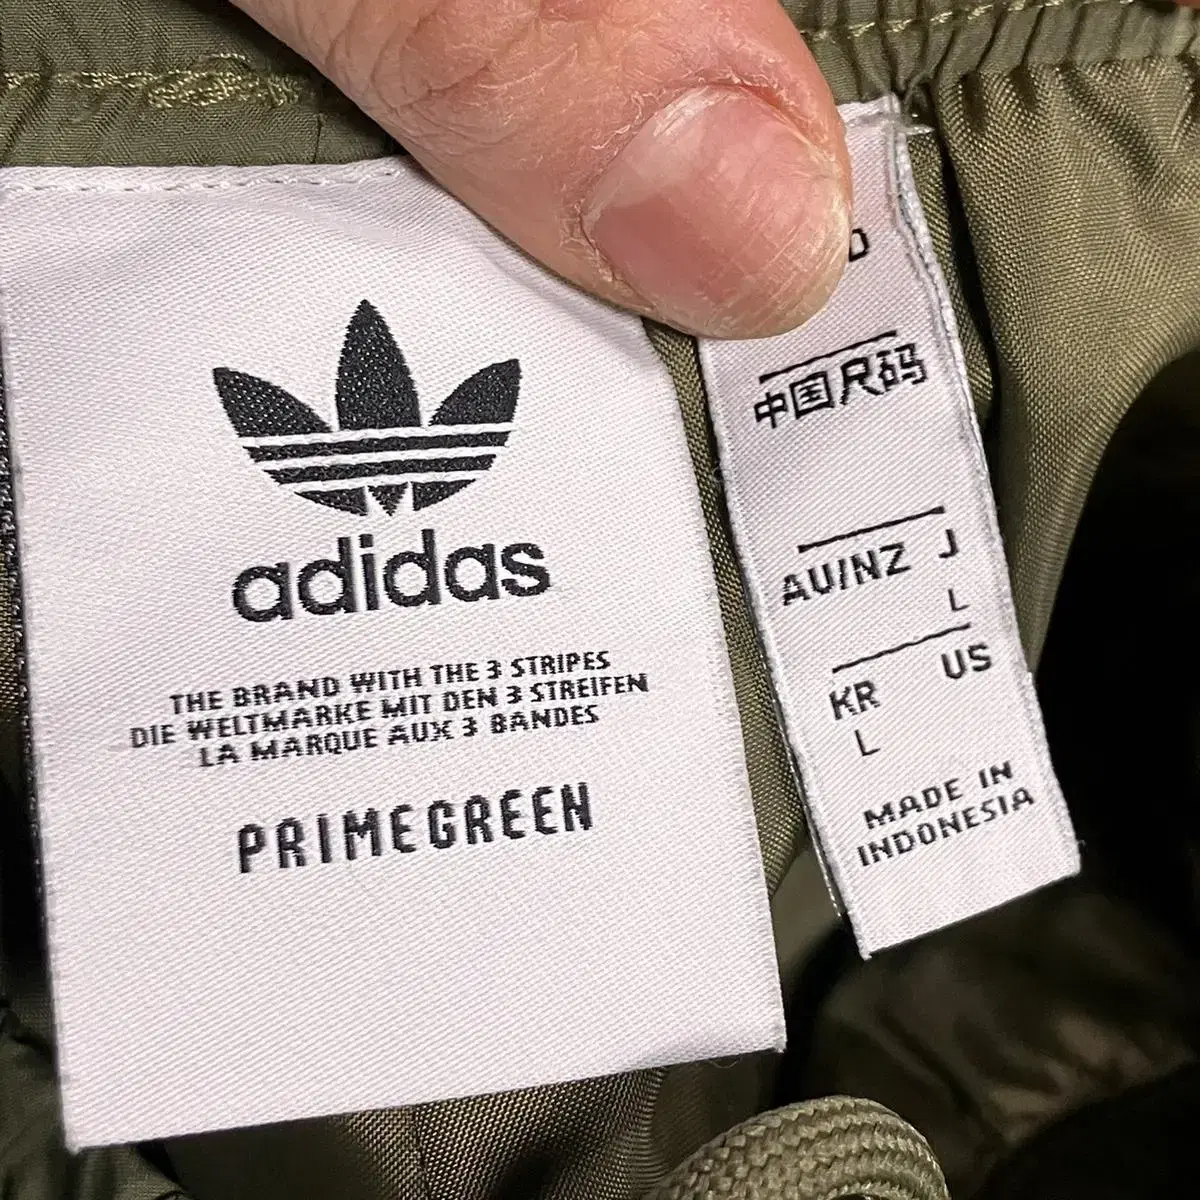 adidas
THE BRAND WITH THE 3 STRIPES
DIE WELTMARKE MIT DEN 3 STREIFEN
LA MARQUE AUX 3 BANDES
PRIMEGREEN
D
中国尺码
AU/NZ J
L
KR US
L
MADE IN
INDONESIA